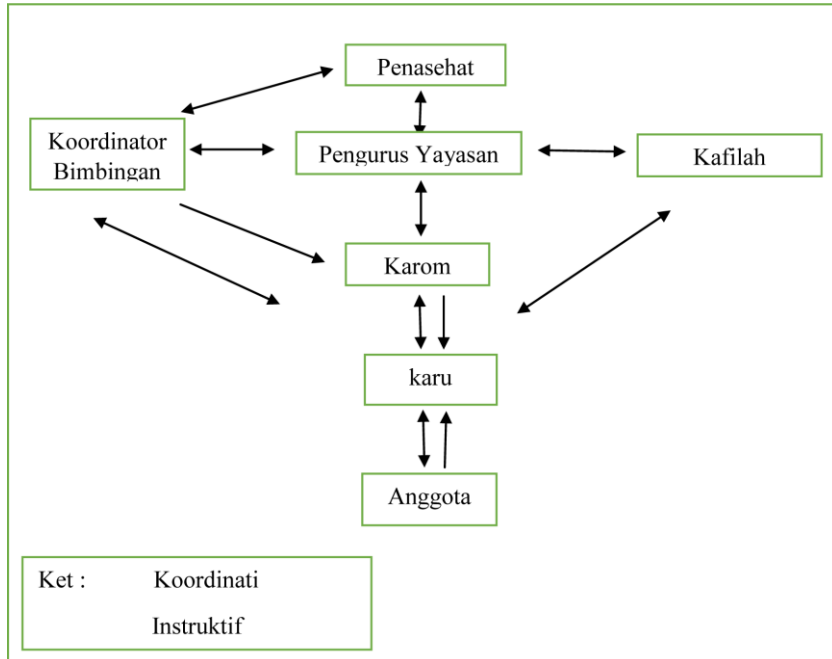 Penasehat
Koordinator
Bimbingan
Pengurus Yayasan
Kafilah
Karom
karu
Anggota
Ket : Koordinati
Instruktif